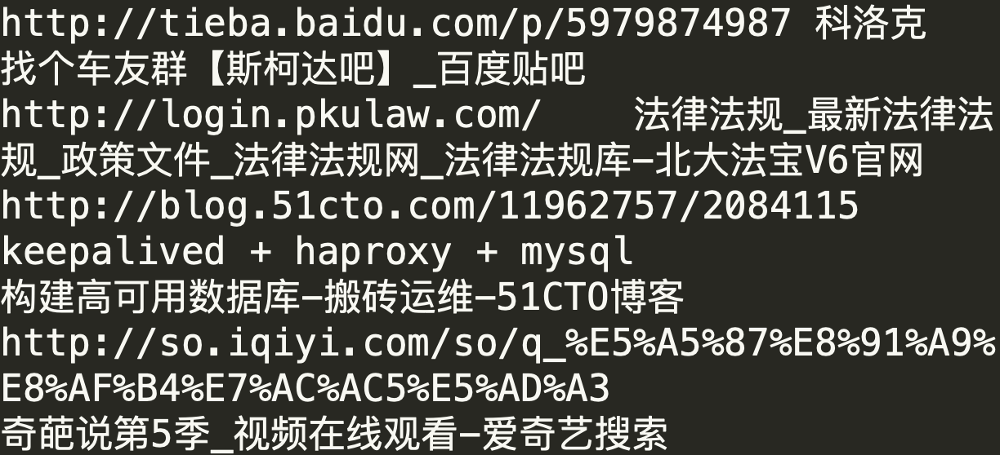 http://tieba.baidu.com/p/5979874987 科洛克
找个车友群【斯柯达吧】_百度贴吧
http://login.pkulaw.com/    法律法规_最新法律法
规_政策文件_法律法规网_法律法规库-北大法宝V6官网
http://blog.51cto.com/11962757/2084115
keepalived + haproxy + mysql
构建高可用数据库-搬砖运维-51CTO博客
http://so.iqiyi.com/so/q_%E5%A5%87%E8%91%A9%
E8%AF%B4%E7%AC%AC5%E5%AD%A3
奇葩说第5季_视频在线观看-爱奇艺搜索